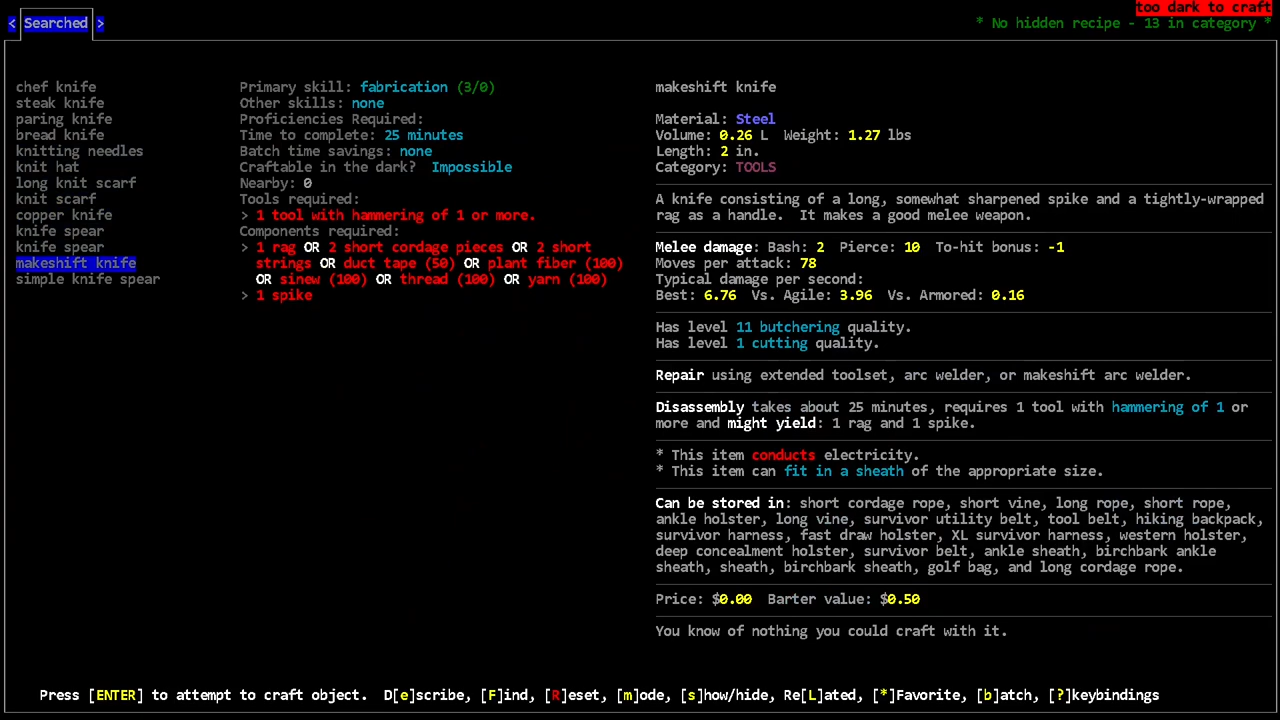 too dark to craft
< Searched >
* No hidden recipe - 13 in category *
chef knife
steak knife
paring knife
bread knife
knitting needles
knit hat
long knit scarf
knit scarf
copper knife
knife spear
knife spear
makeshift knife
simple knife spear
Primary skill: fabrication (3/0)
Other skills: none
Proficiencies Required:
Time to complete: 25 minutes
Batch time savings: none
Craftable in the dark? Impossible
Nearby: 0
Tools required:
> 1 tool with hammering of 1 or more.
Components required:
> 1 rag OR 2 short cordage pieces OR 2 short
strings OR duct tape (50) OR plant fiber (100)
OR sinew (100) OR thread (100) OR yarn (100)
> 1 spike
makeshift knife
Material: Steel
Volume: 0.26 L Weight: 1.27 lbs
Length: 2 in.
Category: TOOLS
A knife consisting of a long, somewhat sharpened spike and a tightly-wrapped
rag as a handle. It makes a good melee weapon.
Melee damage: Bash: 2 Pierce: 10 To-hit bonus: -1
Moves per attack: 78
Typical damage per second:
Best: 6.76 Vs. Agile: 3.96 Vs. Armored: 0.16
Has level 11 butchering quality.
Has level 1 cutting quality.
Repair using extended toolset, arc welder, or makeshift arc welder.
Disassembly takes about 25 minutes, requires 1 tool with hammering of 1 or
more and might yield: 1 rag and 1 spike.
* This item conducts electricity.
* This item can fit in a sheath of the appropriate size.
Can be stored in: short cordage rope, short vine, long rope, short rope,
ankle holster, long vine, survivor utility belt, tool belt, hiking backpack,
survivor harness, fast draw holster, XL survivor harness, western holster,
deep concealment holster, survivor belt, ankle sheath, birchbark ankle
sheath, sheath, birchbark sheath, golf bag, and long cordage rope.
Price: $0.00 Barter value: $0.50
You know of nothing you could craft with it.
Press [ENTER] to attempt to craft object. D[e]scribe, [F]ind, [R]eset, [m]ode, [s]how/hide, Re[L]ated, [*]Favorite, [b]atch, [?]keybindings